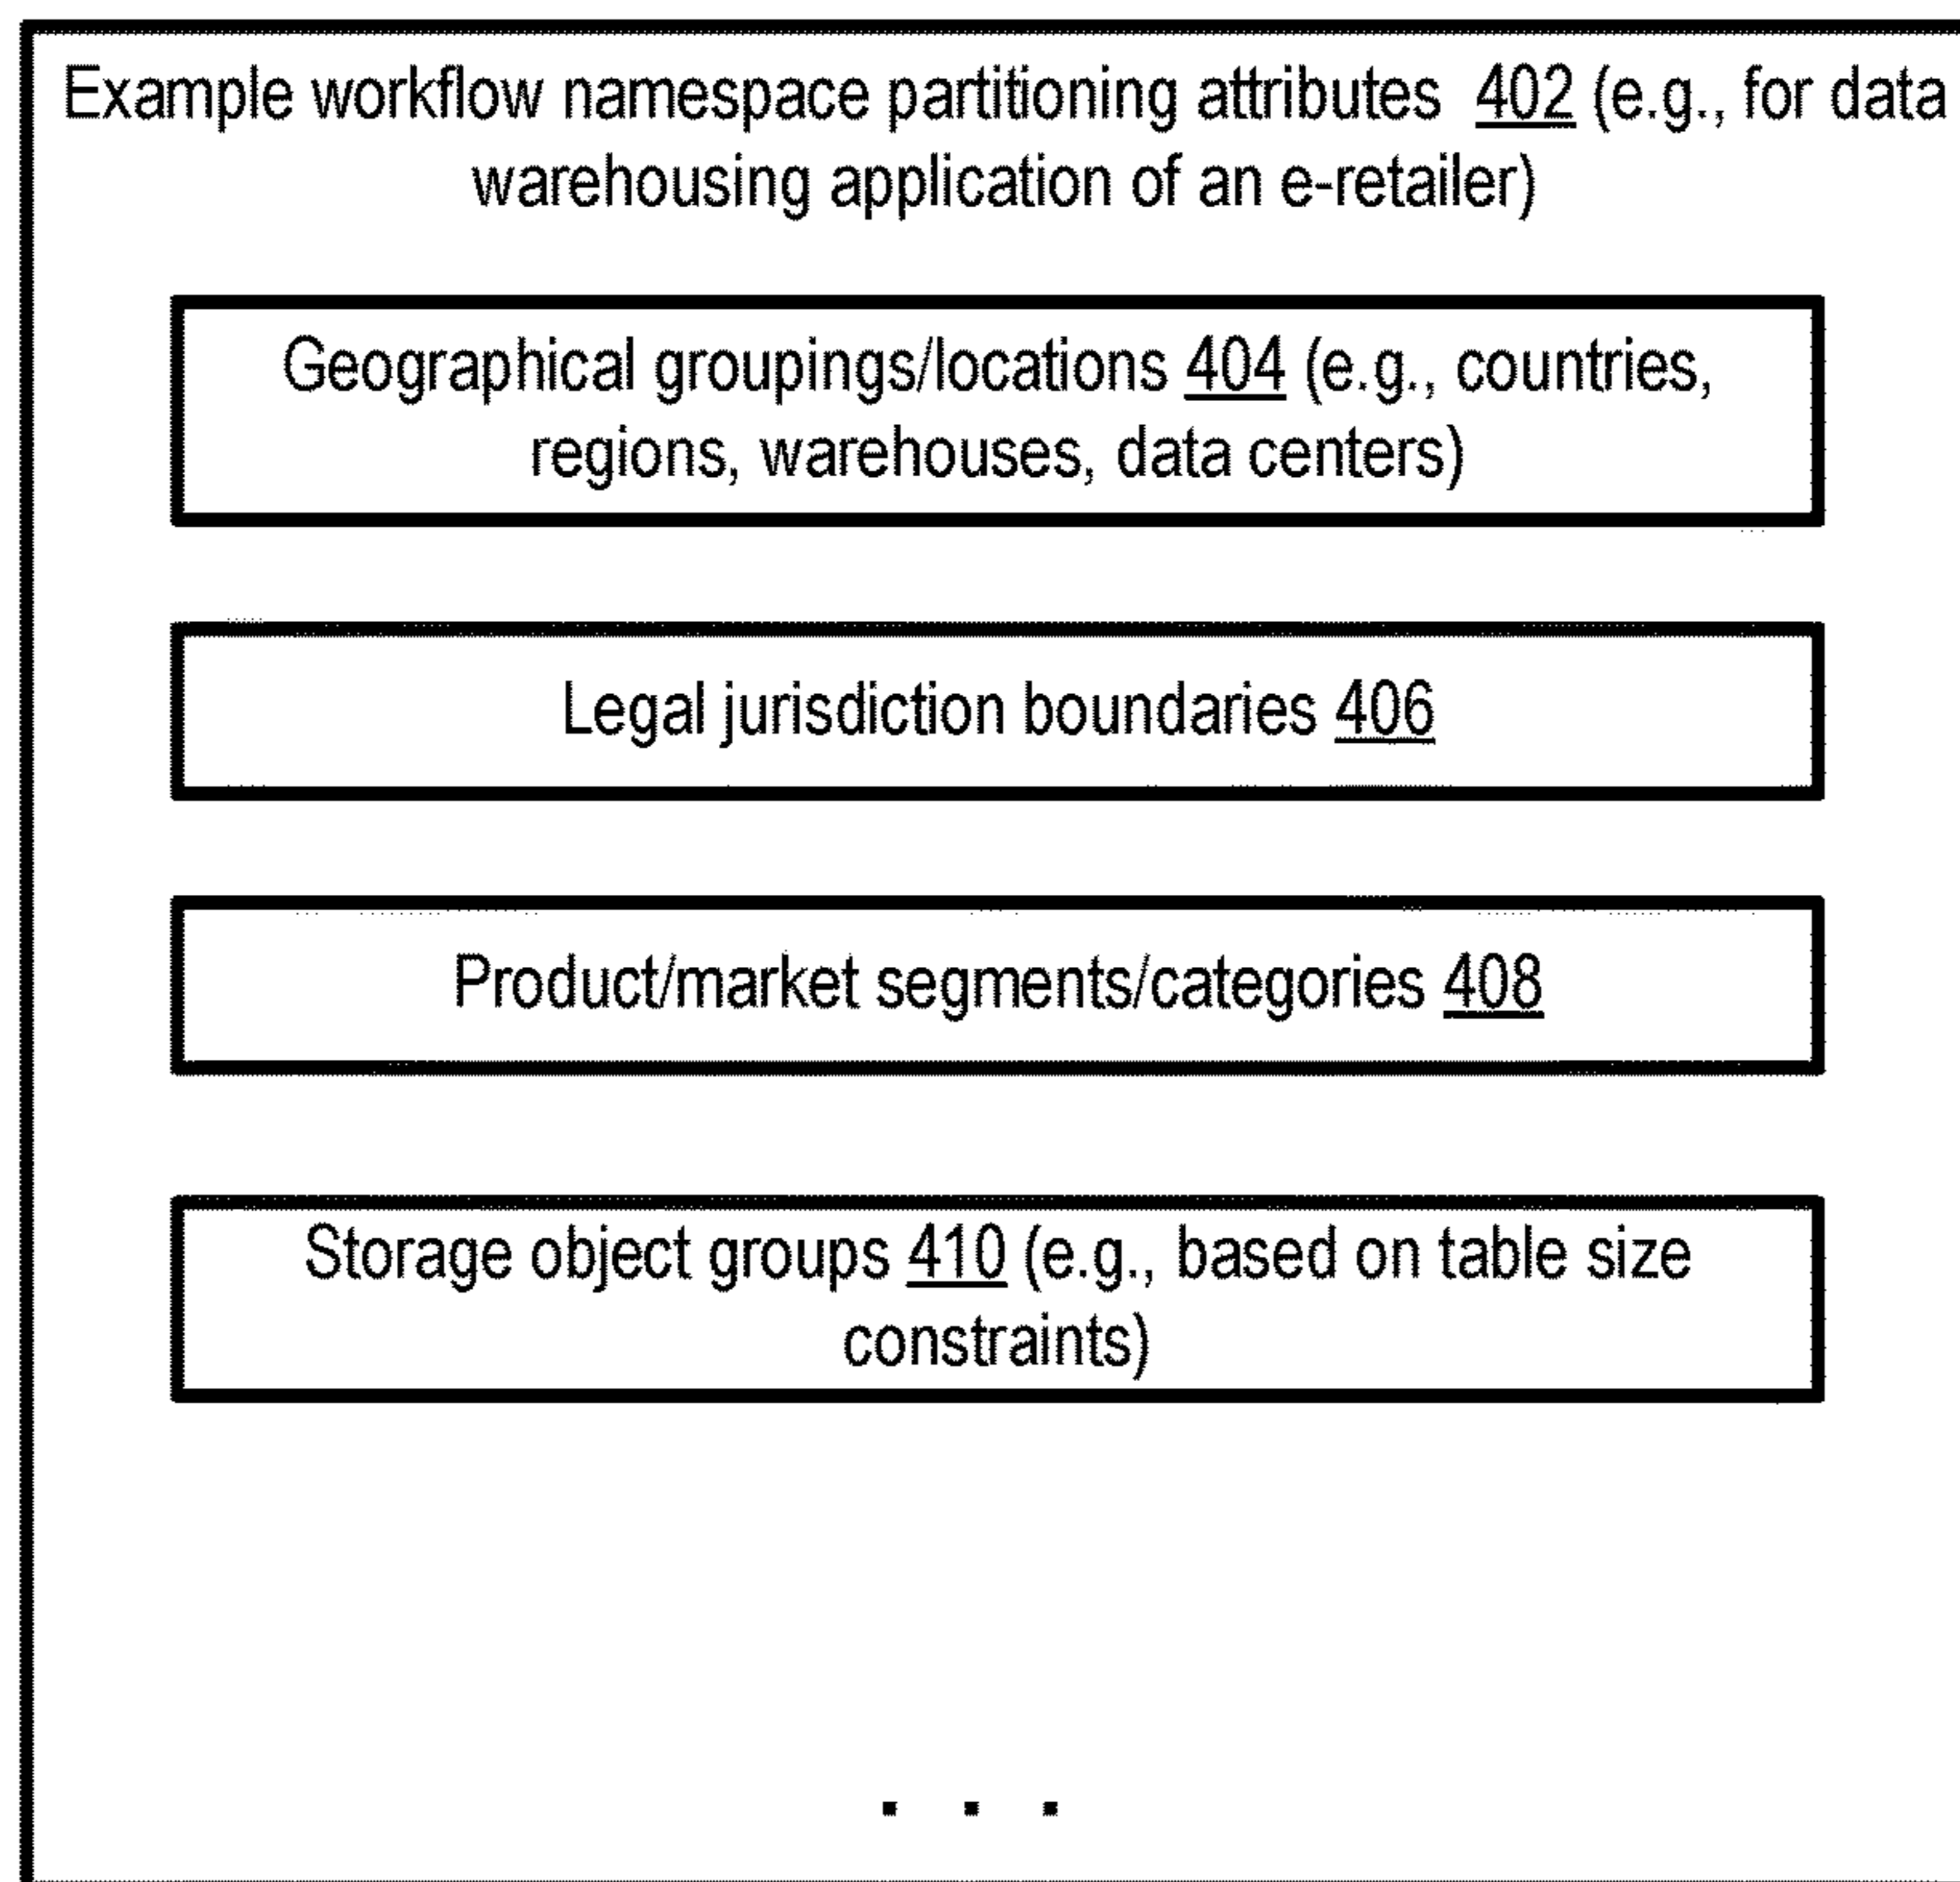 Example workflow namespace partitioning attributes 402 (e.g., for data
warehousing application of an e-retailer)
Geographical groupings/locations 404 (e.g., countries,
regions, warehouses, data centers)
Legal jurisdiction boundaries 406
Product/market segments/categories 408
Storage object groups 410 (e.g., based on table size
constraints)
. . .